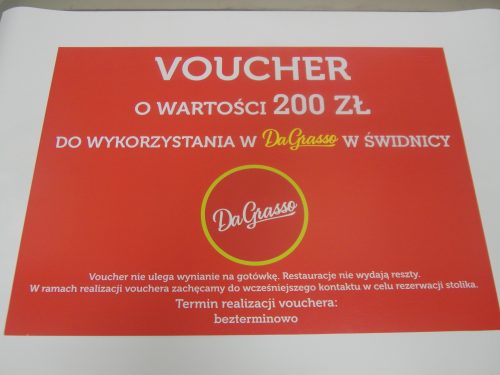 VOUCHER
O WARTOŚCI 200 ZŁ
DO WYKORZYSTANIA W DaGrasso W ŚWIDNICY
DaGrasso
Voucher nie ulega wynianie na gotówkę. Restauracje nie wydają reszty.
W ramach realizacji vouchera zachęcamy do wcześniejszego kontaktu w celu rezerwacji stolika.
Termin realizacji vouchera:
bezterminowo